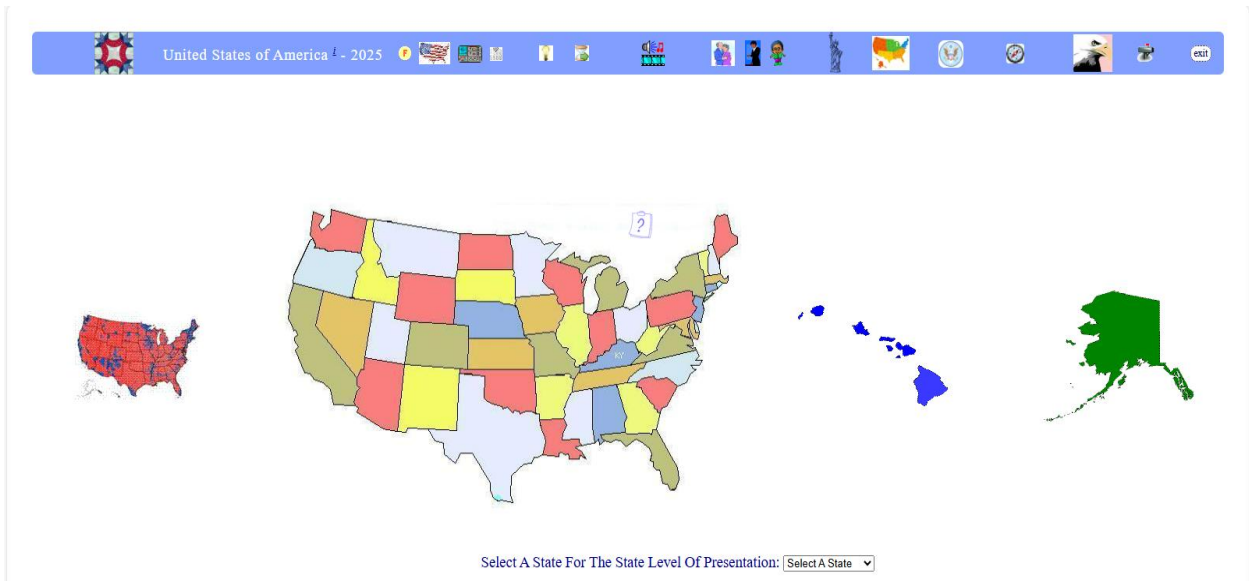 United States of America i - 2025 F exit
?
KY
Select A State For The State Level Of Presentation: Select A State